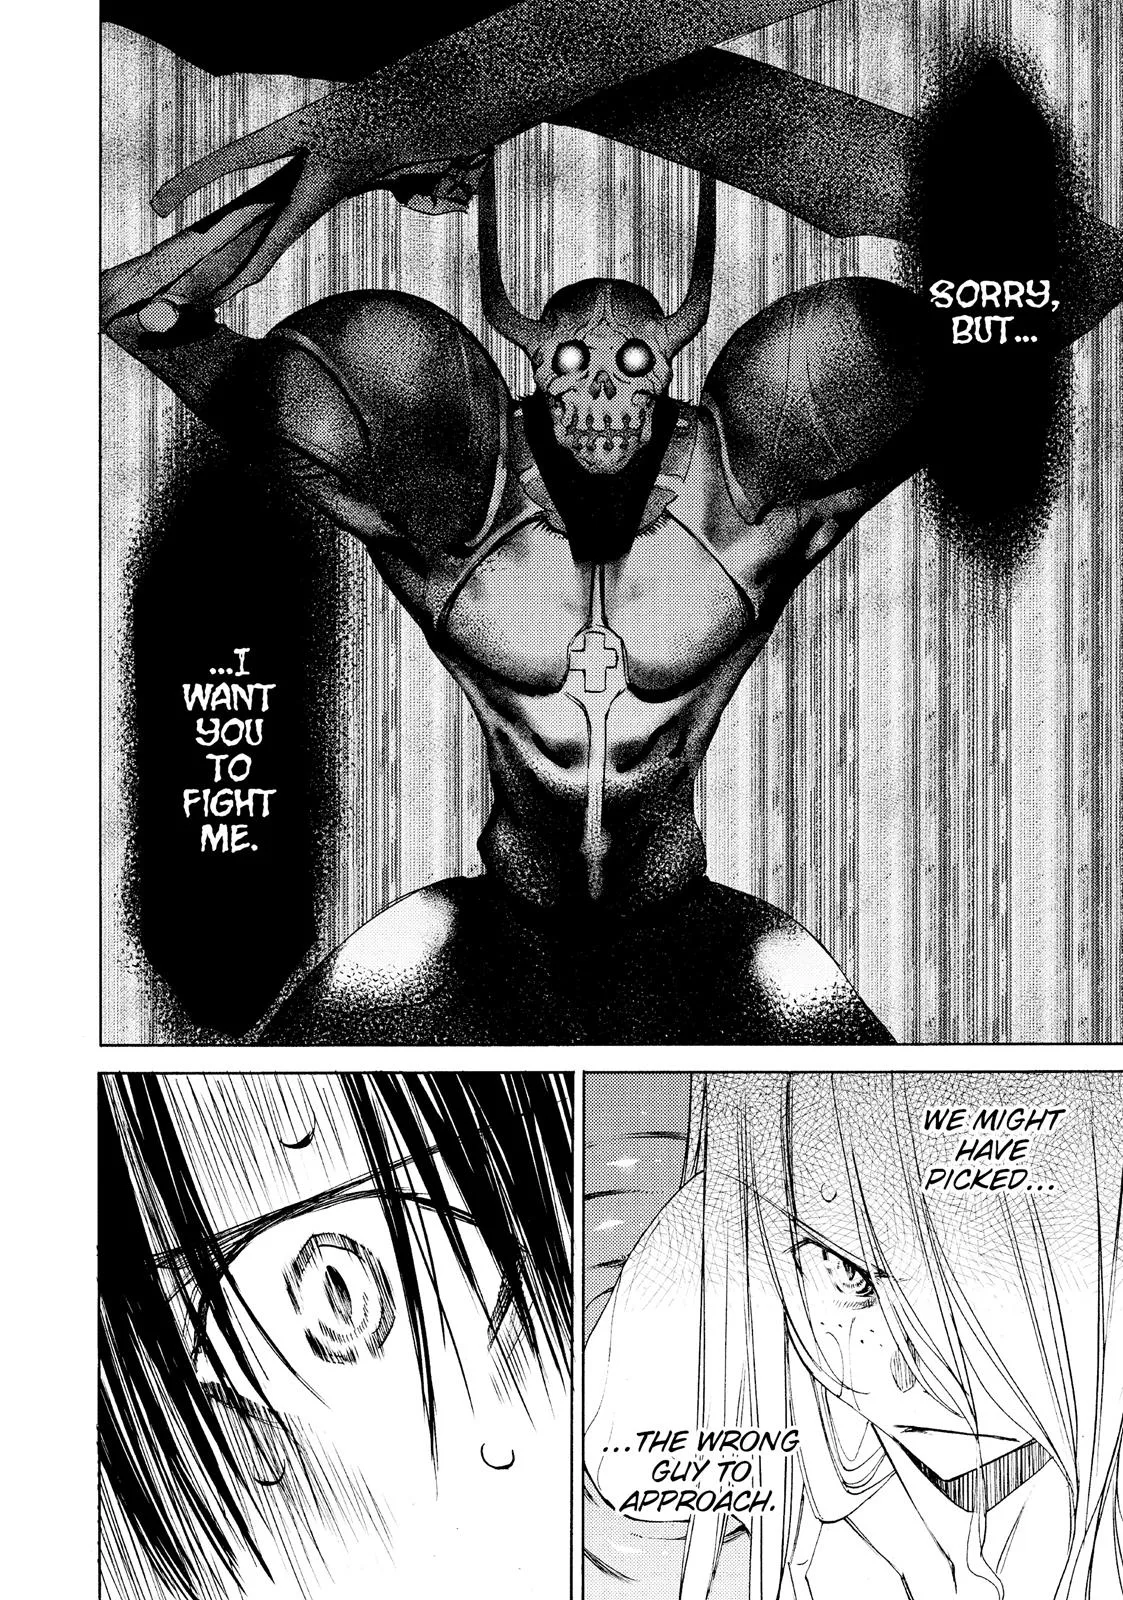 SORRY,
BUT...
...I
WANT
YOU
TO
FIGHT
ME.
WE MIGHT
HAVE
PICKED...
...THE WRONG
GUY TO
APPROACH.